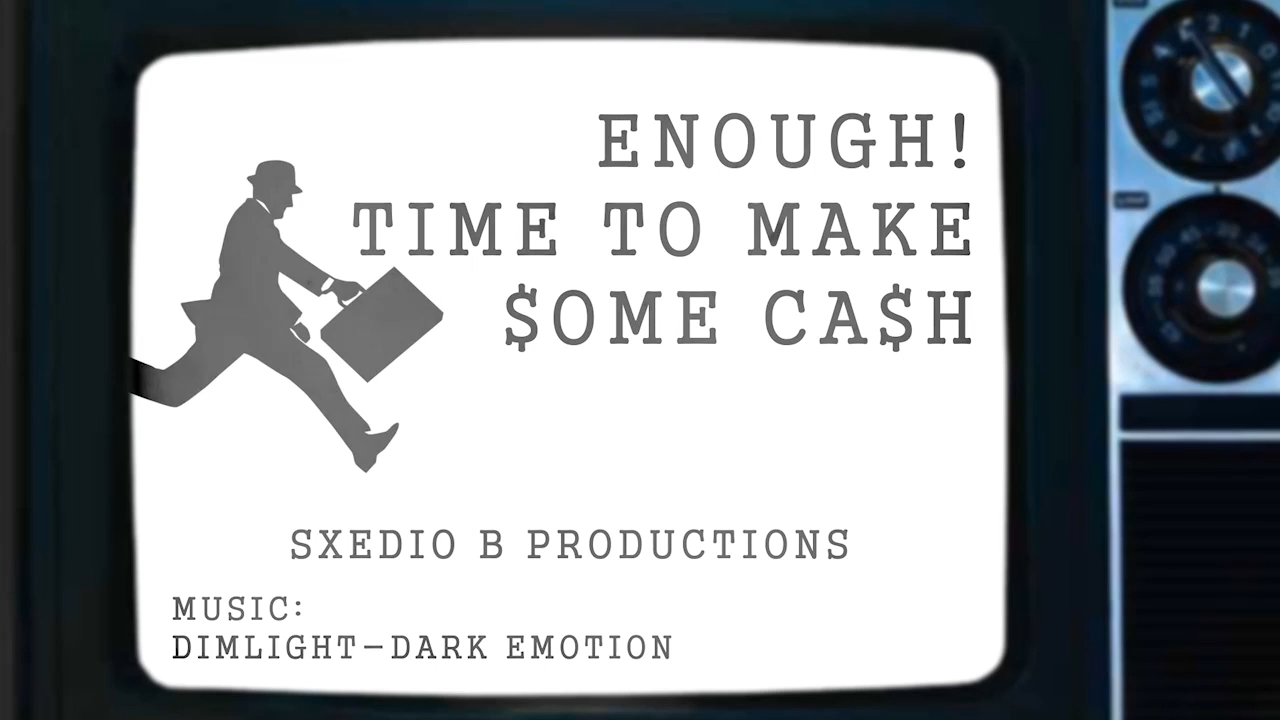 ENOUGH!
TIME TO MAKE
$OME CA$H
SXEDIO B PRODUCTIONS
MUSIC:
DIMLIGHT-DARK EMOTION